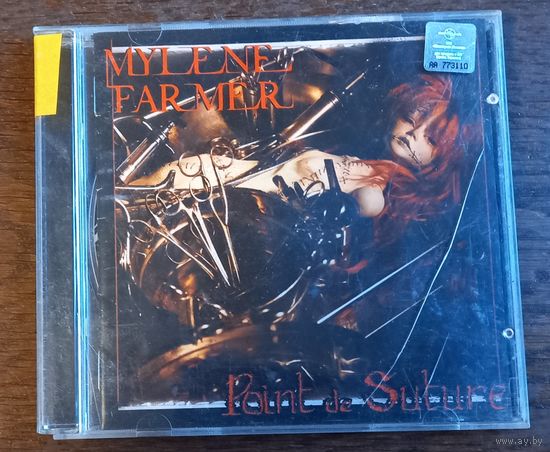 MYLENE
FARMER
AA 773110
Point de Suture
www.ay.by